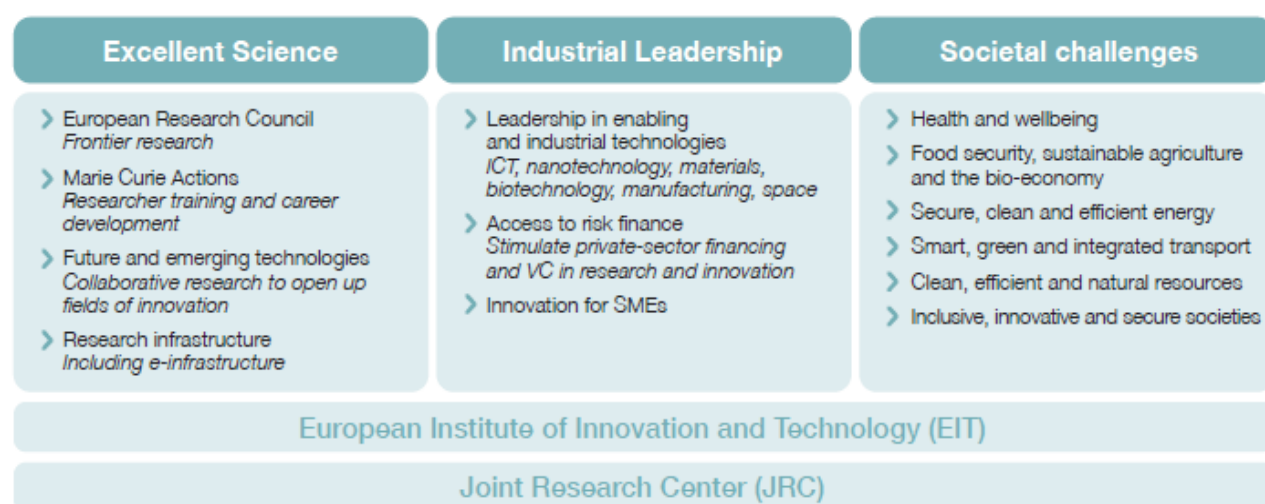 Excellent Science
European Research Council
Frontier research
Marie Curie Actions
Researcher training and career
development
Future and emerging technologies
Collaborative research to open up
fields of innovation
Research infrastructure
Including e-infrastructure
Industrial Leadership
Leadership in enabling
and industrial technologies
ICT, nanotechnology, materials,
biotechnology, manufacturing, space
Access to risk finance
Stimulate private-sector financing
and VC in research and innovation
Innovation for SMEs
Societal challenges
Health and wellbeing
Food security, sustainable agriculture
and the bio-economy
Secure, clean and efficient energy
Smart, green and integrated transport
Clean, efficient and natural resources
Inclusive, innovative and secure societies
European Institute of Innovation and Technology (EIT)
Joint Research Center (JRC)